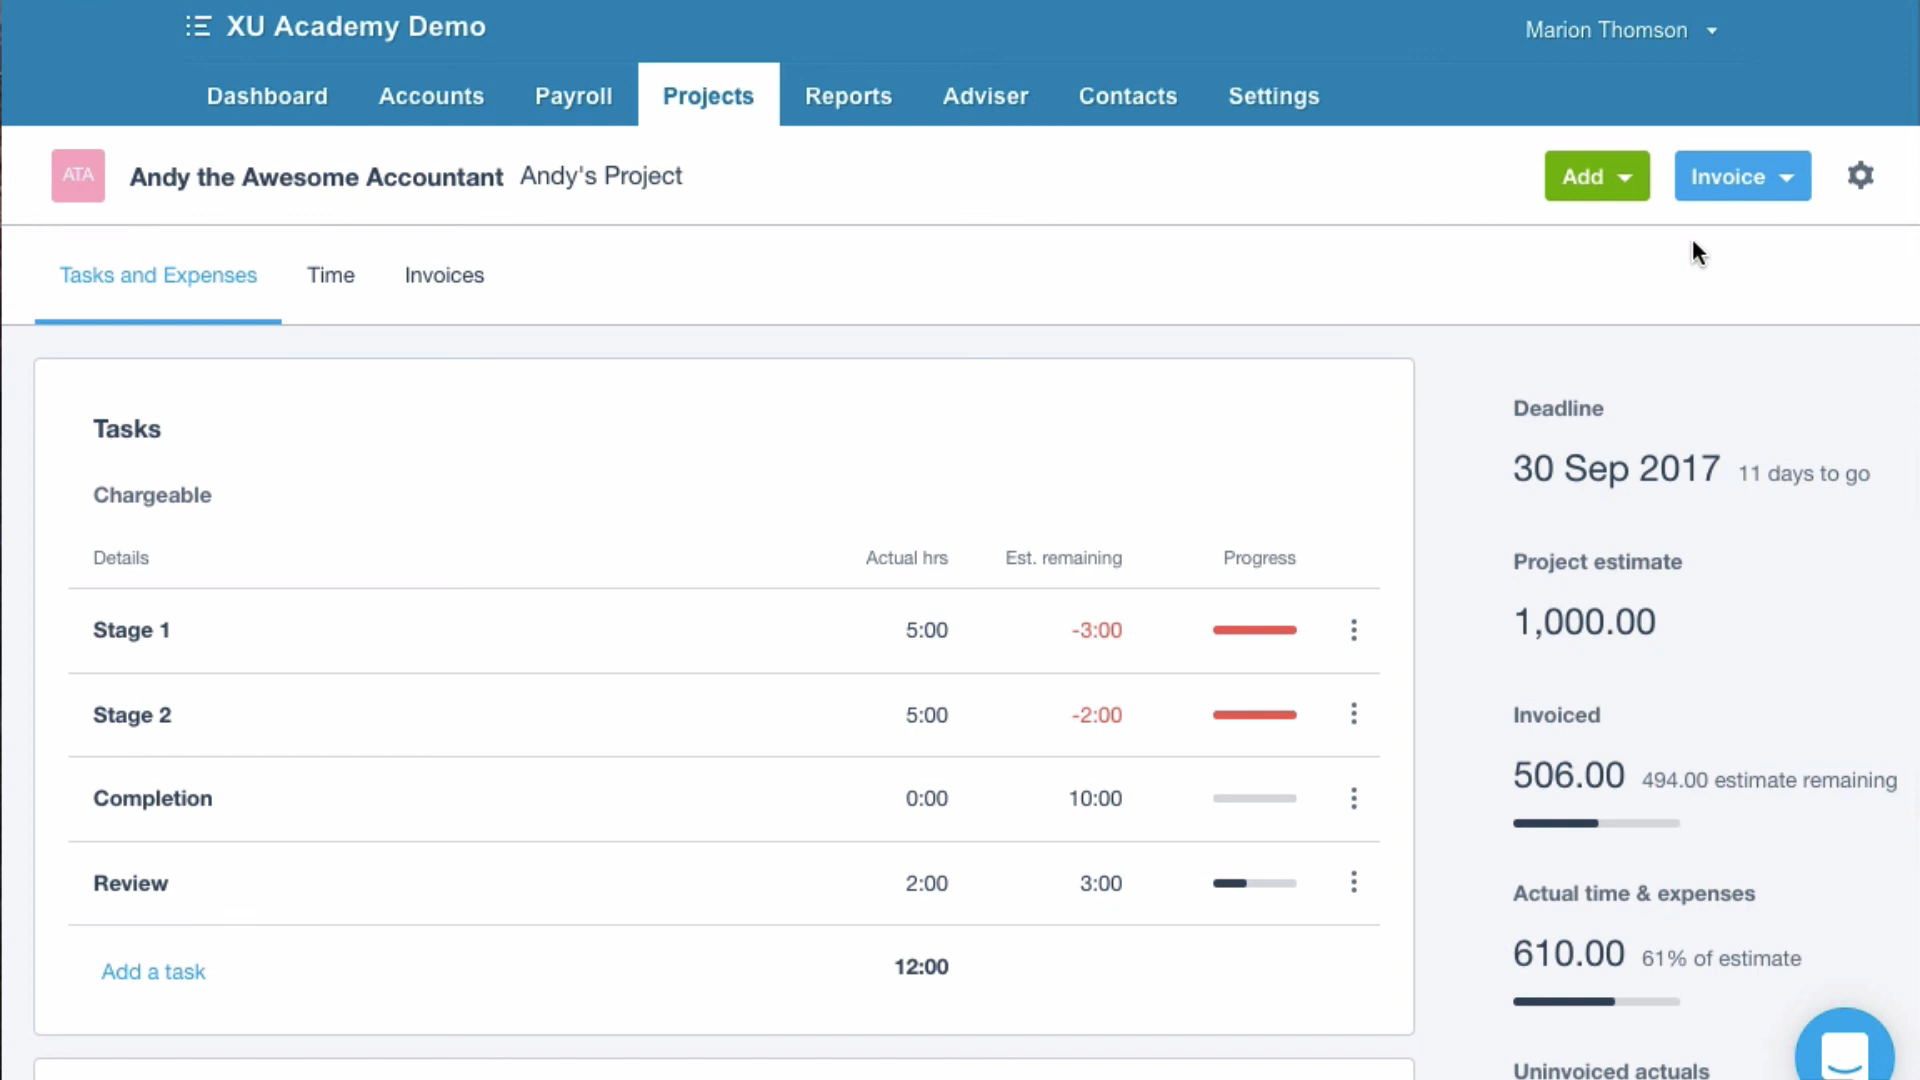 XU Academy Demo
Marion Thomson
Dashboard Accounts Payroll Projects Reports Adviser Contacts Settings
ATA Andy the Awesome Accountant Andy's Project Add Invoice
Tasks and Expenses Time Invoices
Tasks
Chargeable
Details Actual hrs Est. remaining Progress
Stage 1 5:00 -3:00
Stage 2 5:00 -2:00
Completion 0:00 10:00
Review 2:00 3:00
Add a task 12:00
Deadline
30 Sep 2017 11 days to go
Project estimate
1,000.00
Invoiced
506.00 494.00 estimate remaining
Actual time & expenses
610.00 61% of estimate
Uninvoiced actuals